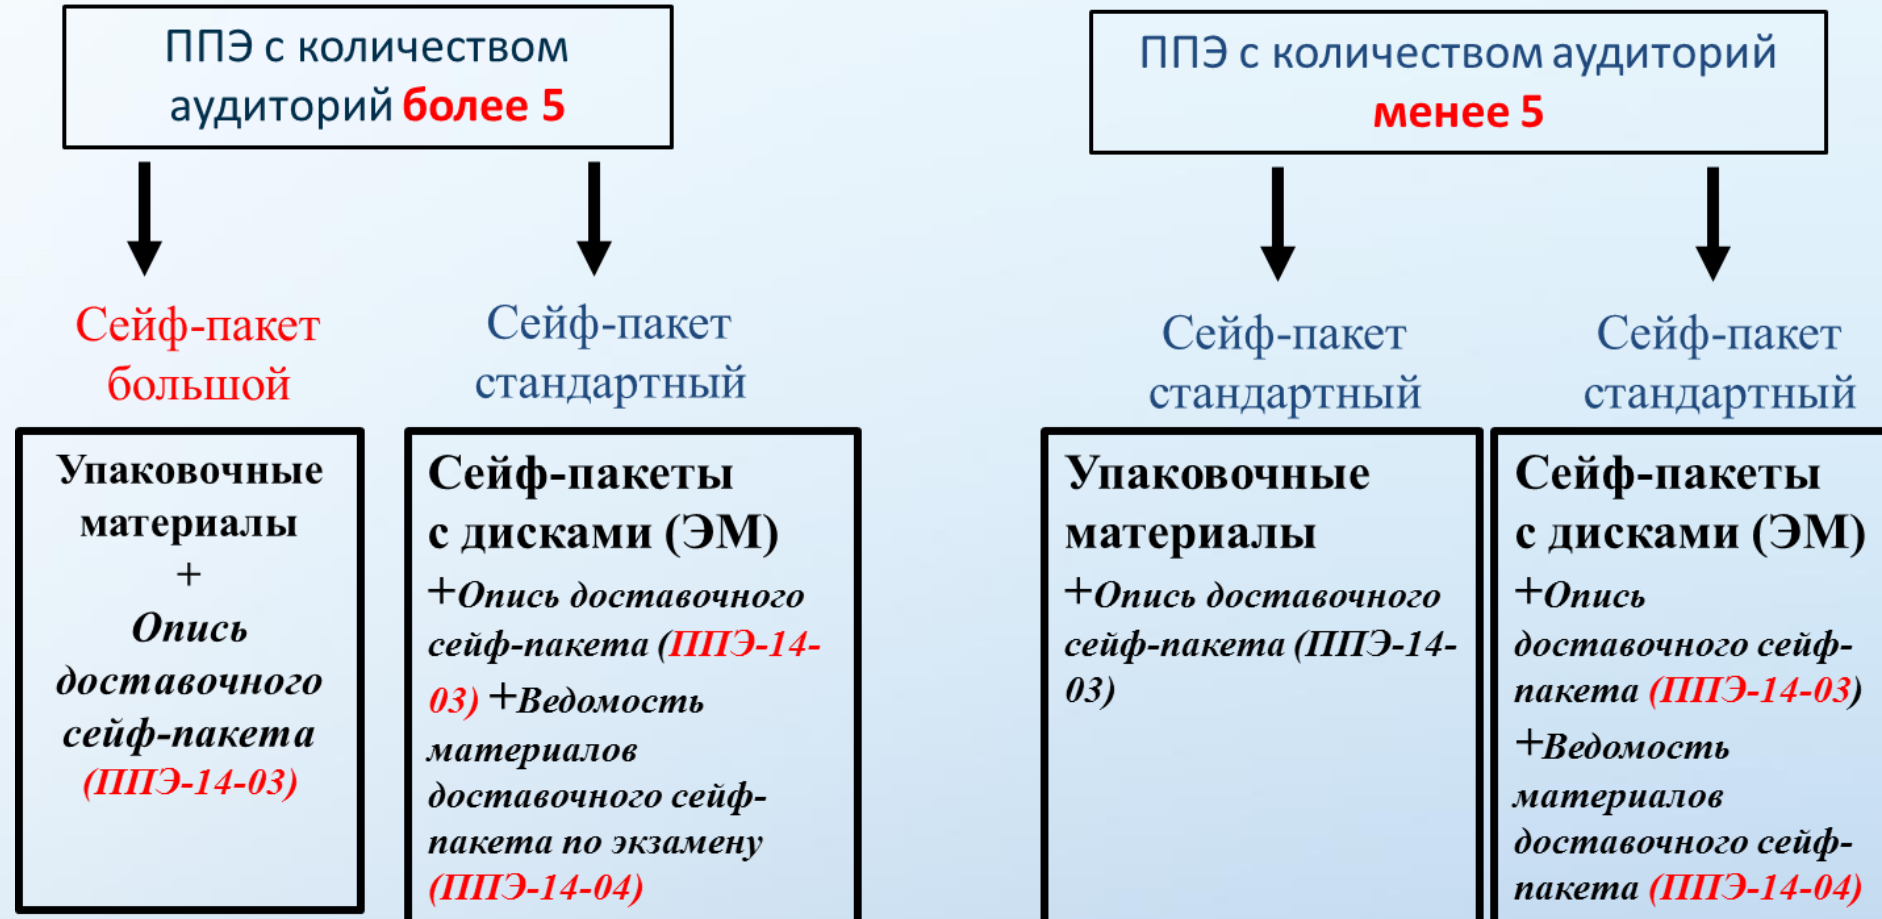 ППЭ с количеством
аудиторий более 5
Сейф-пакет
большой
Упаковочные
материалы
+
Опись
доставочного
сейф-пакета
(ППЭ-14-03)
Сейф-пакет
стандартный
Сейф-пакеты
с дисками (ЭМ)
+Опись доставочного
сейф-пакета (ППЭ-14-
03) +Ведомость
материалов
доставочного сейф-
пакета по экзамену
(ППЭ-14-04)
ППЭ с количеством аудиторий
менее 5
Сейф-пакет
стандартный
Упаковочные
материалы
+Опись доставочного
сейф-пакета (ППЭ-14-
03)
Сейф-пакет
стандартный
Сейф-пакеты
с дисками (ЭМ)
+Опись
доставочного сейф-
пакета (ППЭ-14-03)
+Ведомость
материалов
доставочного сейф-
пакета (ППЭ-14-04)